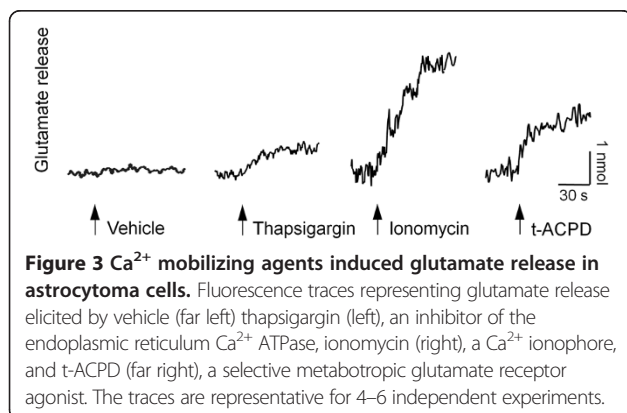 Glutamate release
1 nmol
30 s
Vehicle
Thapsigargin
Ionomycin
t-ACPD
Figure 3 Ca²⁺ mobilizing agents induced glutamate release in
astrocytoma cells. Fluorescence traces representing glutamate release
elicited by vehicle (far left) thapsigargin (left), an inhibitor of the
endoplasmic reticulum Ca²⁺ ATPase, ionomycin (right), a Ca²⁺ ionophore,
and t-ACPD (far right), a selective metabotropic glutamate receptor
agonist. The traces are representative for 4–6 independent experiments.